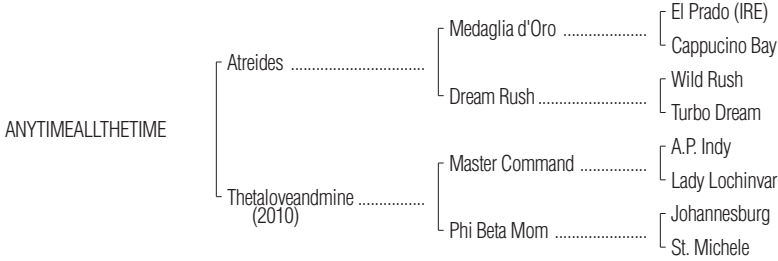 El Prado (IRE)
Medaglia d'Oro ....................
Cappucino Bay
Atreides ................................
Wild Rush
Dream Rush ..........................
Turbo Dream
ANYTIMEALLTHETIME
A.P. Indy
Master Command ................
Lady Lochinvar
Thetaloveandmine ................
(2010)
Johannesburg
Phi Beta Mom ......................
St. Michele